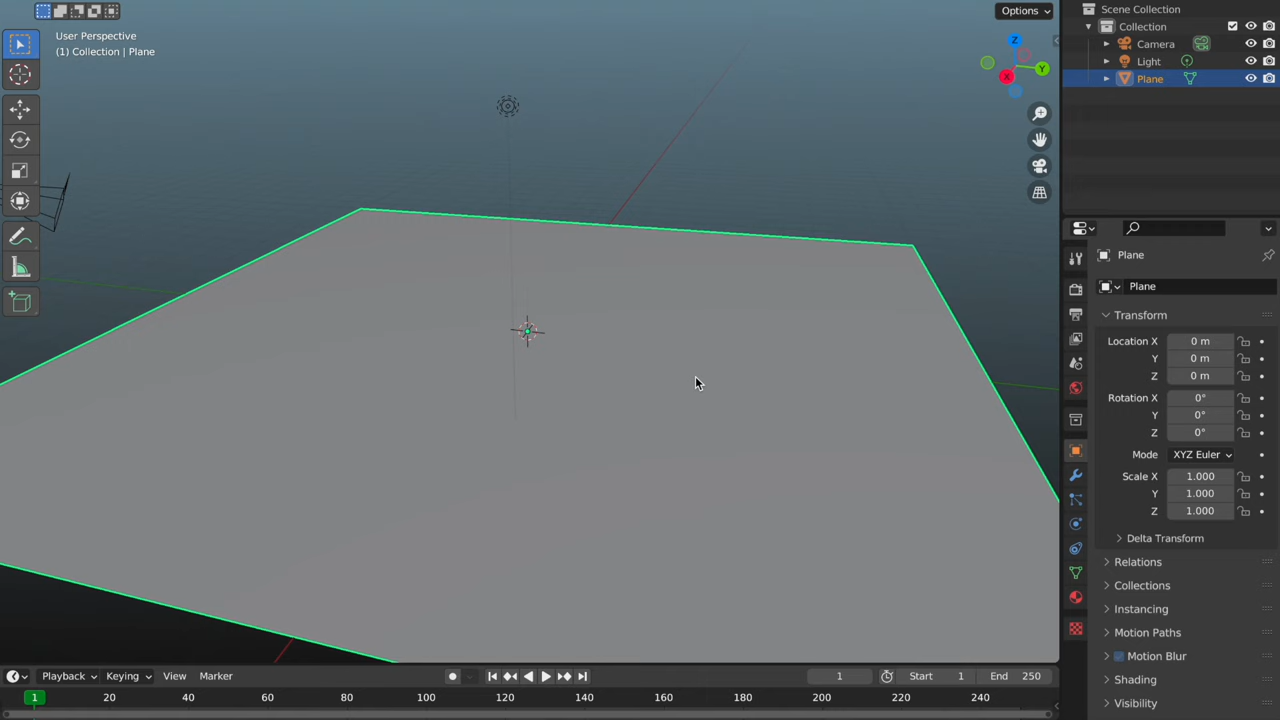 Options
User Perspective
(1) Collection | Plane
Z
Y
X
Scene Collection
Collection
Camera
Light
Plane
Plane
Plane
Transform
Location X 0 m
Y 0 m
Z 0 m
Rotation X 0°
Y 0°
Z 0°
Mode XYZ Euler
Scale X 1.000
Y 1.000
Z 1.000
Delta Transform
Relations
Collections
Instancing
Motion Paths
Motion Blur
Shading
Visibility
Playback Keying View Marker 1 Start 1 End 250
1 20 40 60 80 100 120 140 160 180 200 220 240